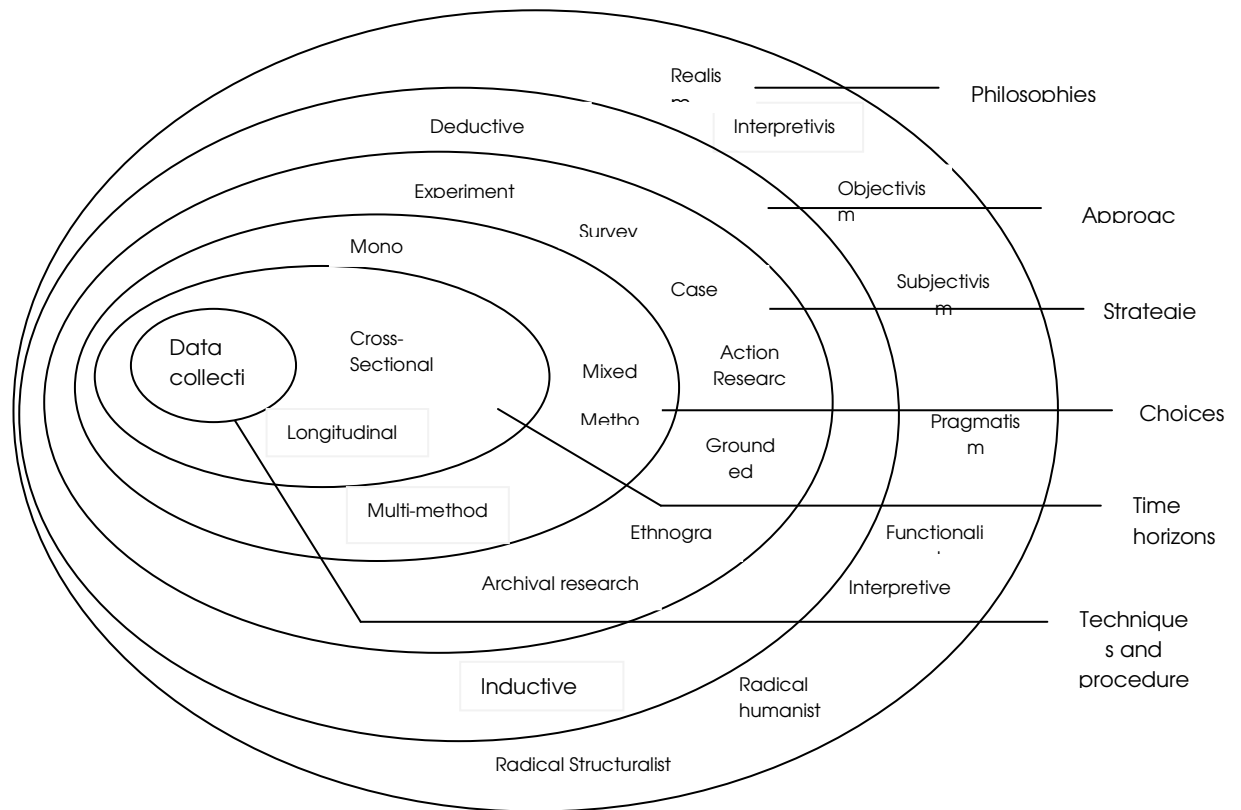 Realis
m
Philosophies
Deductive
Interpretivis
Experiment
Objectivis
m
Approac
Survey
Mono
Case
Subjectivis
m
Strategie
Data
collecti
Cross-
Sectional
Mixed
Metho
Action
Researc
Choices
Longitudinal
Pragmatis
m
Ground
ed
Multi-method
Time
horizons
Ethnogra
Functionali
Archival research
Interpretive
Technique
s and
procedure
Inductive
Radical
humanist
Radical Structuralist